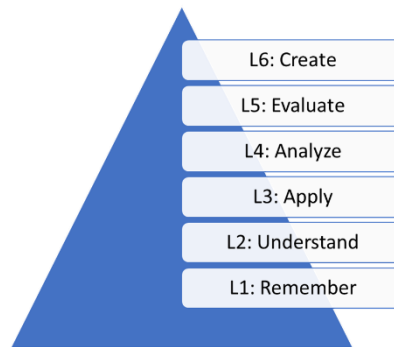 L6: Create
L5: Evaluate
L4: Analyze
L3: Apply
L2: Understand
L1: Remember